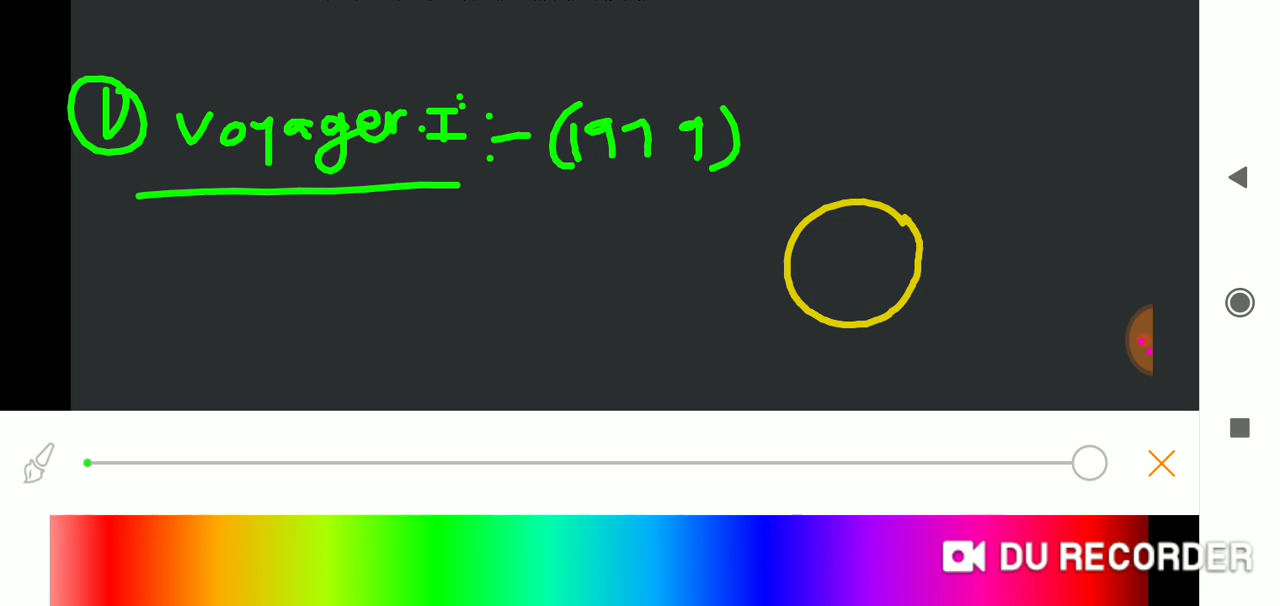 1) Voyager.I :- (1977)
DU RECORDER